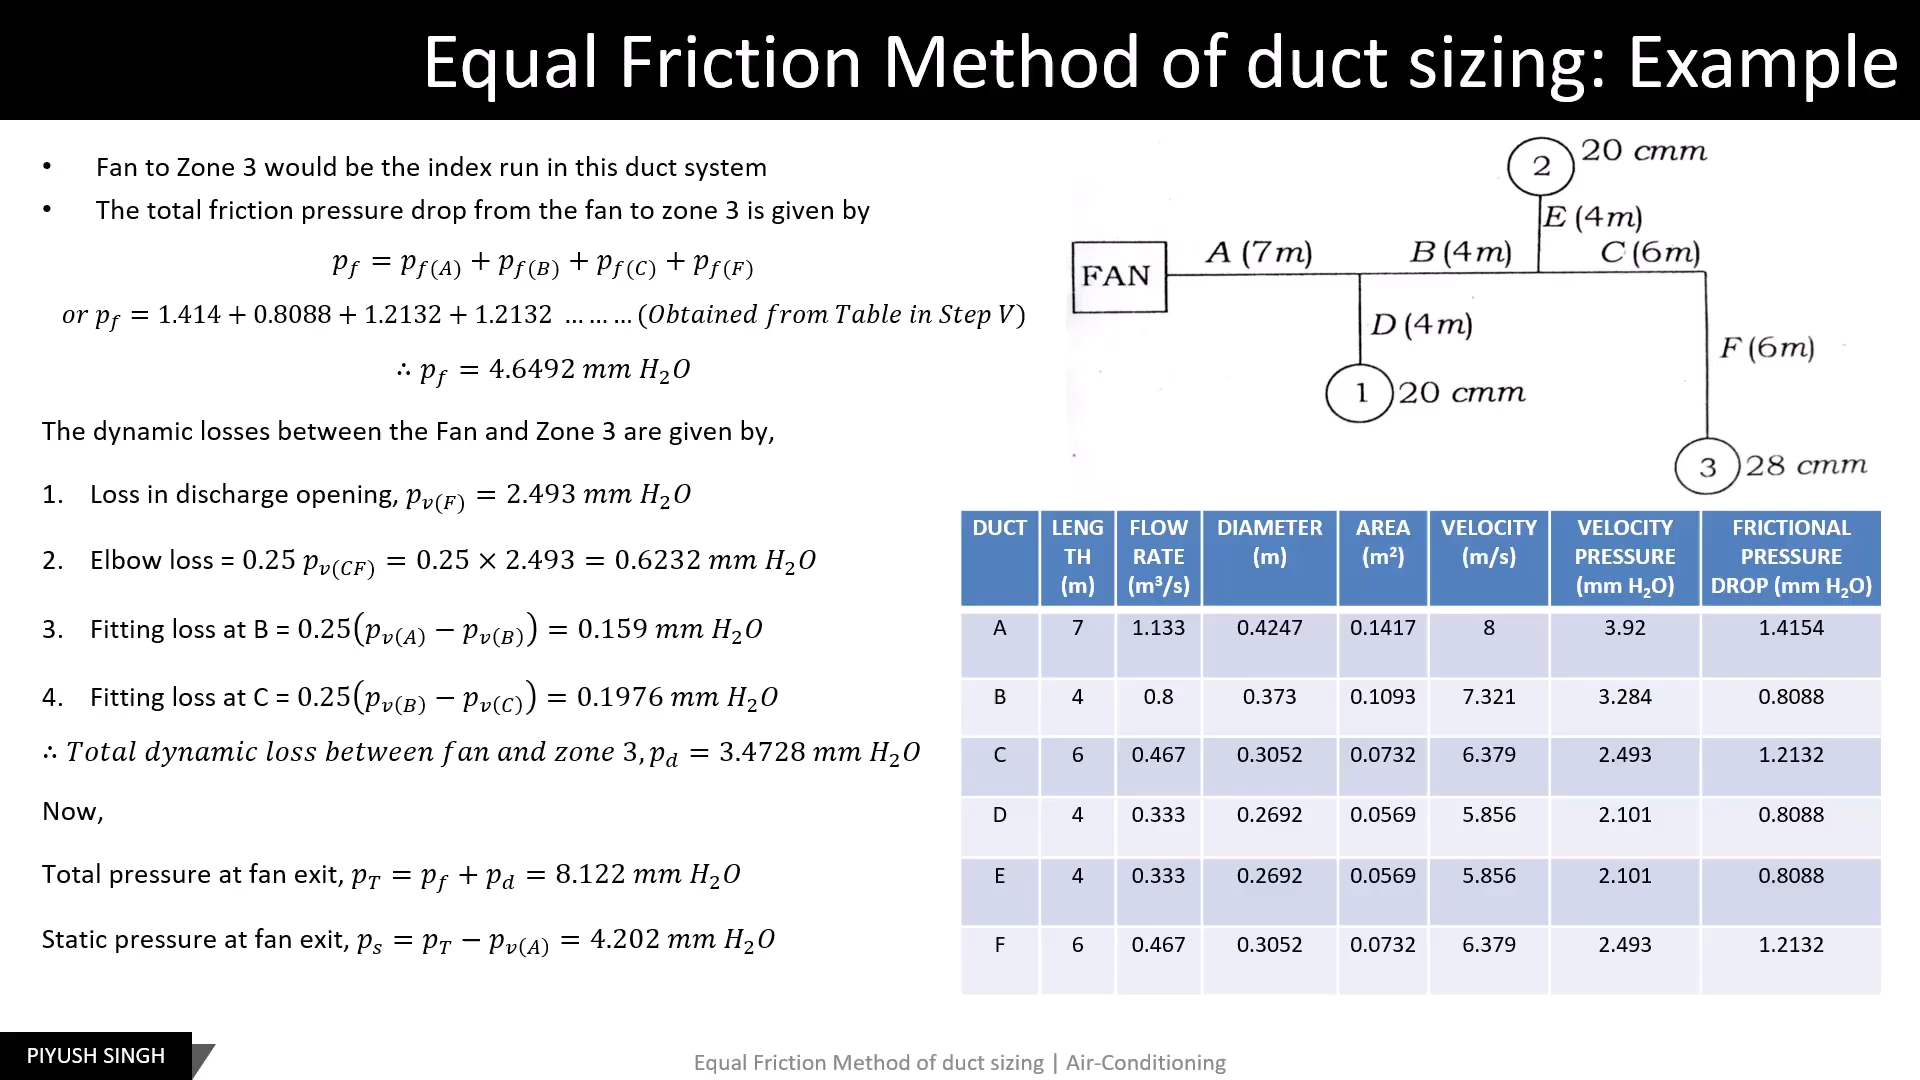 Equal Friction Method of duct sizing: Example
• Fan to Zone 3 would be the index run in this duct system
• The total friction pressure drop from the fan to zone 3 is given by
p_f = p_f(A) + p_f(B) + p_f(C) + p_f(F)
or p_f = 1.414 + 0.8088 + 1.2132 + 1.2132 ... ... ... (Obtained from Table in Step V)
∴ p_f = 4.6492 mm H₂O
The dynamic losses between the Fan and Zone 3 are given by,
1. Loss in discharge opening, p_v(F) = 2.493 mm H₂O
2. Elbow loss = 0.25 p_v(CF) = 0.25 × 2.493 = 0.6232 mm H₂O
3. Fitting loss at B = 0.25(p_v(A) − p_v(B)) = 0.159 mm H₂O
4. Fitting loss at C = 0.25(p_v(B) − p_v(C)) = 0.1976 mm H₂O
∴ Total dynamic loss between fan and zone 3, p_d = 3.4728 mm H₂O
Now,
Total pressure at fan exit, p_T = p_f + p_d = 8.122 mm H₂O
Static pressure at fan exit, p_s = p_T − p_v(A) = 4.202 mm H₂O
2 20 cmm
E (4m)
A (7m) B (4m) C (6m)
FAN
D (4m)
F (6m)
1 20 cmm
3 28 cmm
DUCT LENG FLOW DIAMETER AREA VELOCITY VELOCITY FRICTIONAL
TH RATE (m) (m²) (m/s) PRESSURE PRESSURE
(m) (m³/s) (mm H₂O) DROP (mm H₂O)
A 7 1.133 0.4247 0.1417 8 3.92 1.4154
B 4 0.8 0.373 0.1093 7.321 3.284 0.8088
C 6 0.467 0.3052 0.0732 6.379 2.493 1.2132
D 4 0.333 0.2692 0.0569 5.856 2.101 0.8088
E 4 0.333 0.2692 0.0569 5.856 2.101 0.8088
F 6 0.467 0.3052 0.0732 6.379 2.493 1.2132
PIYUSH SINGH
Equal Friction Method of duct sizing | Air-Conditioning